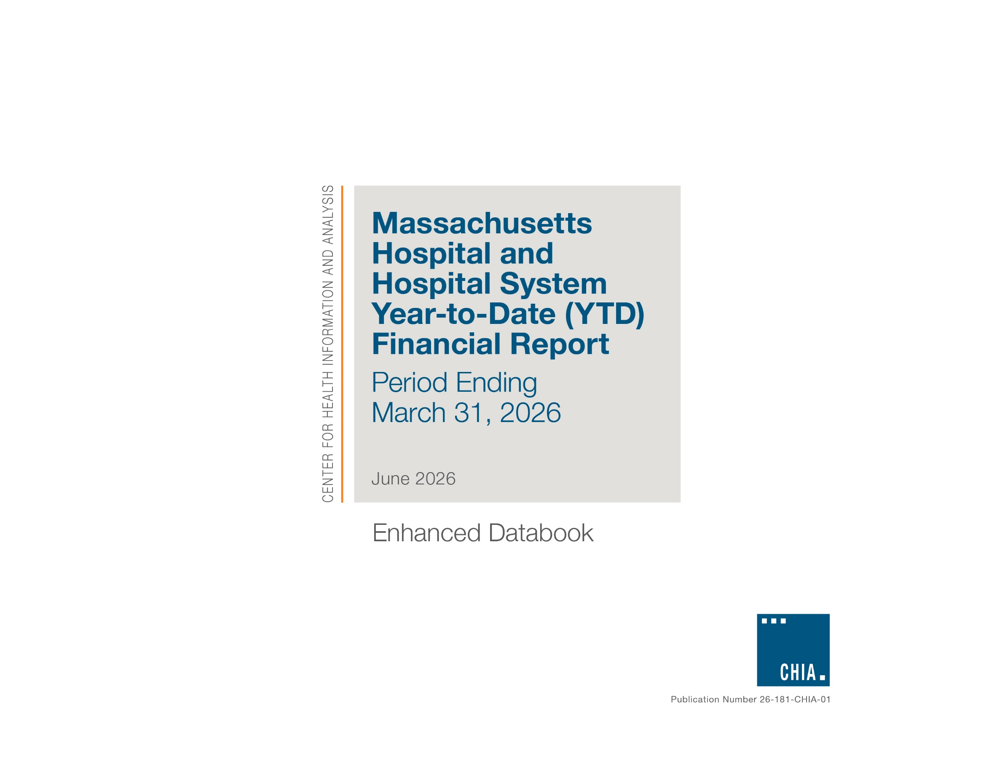 CENTER FOR HEALTH INFORMATION AND ANALYSIS
Massachusetts
Hospital and
Hospital System
Year-to-Date (YTD)
Financial Report
Period Ending
March 31, 2026
June 2026
Enhanced Databook
CHIA.
Publication Number 26-181-CHIA-01